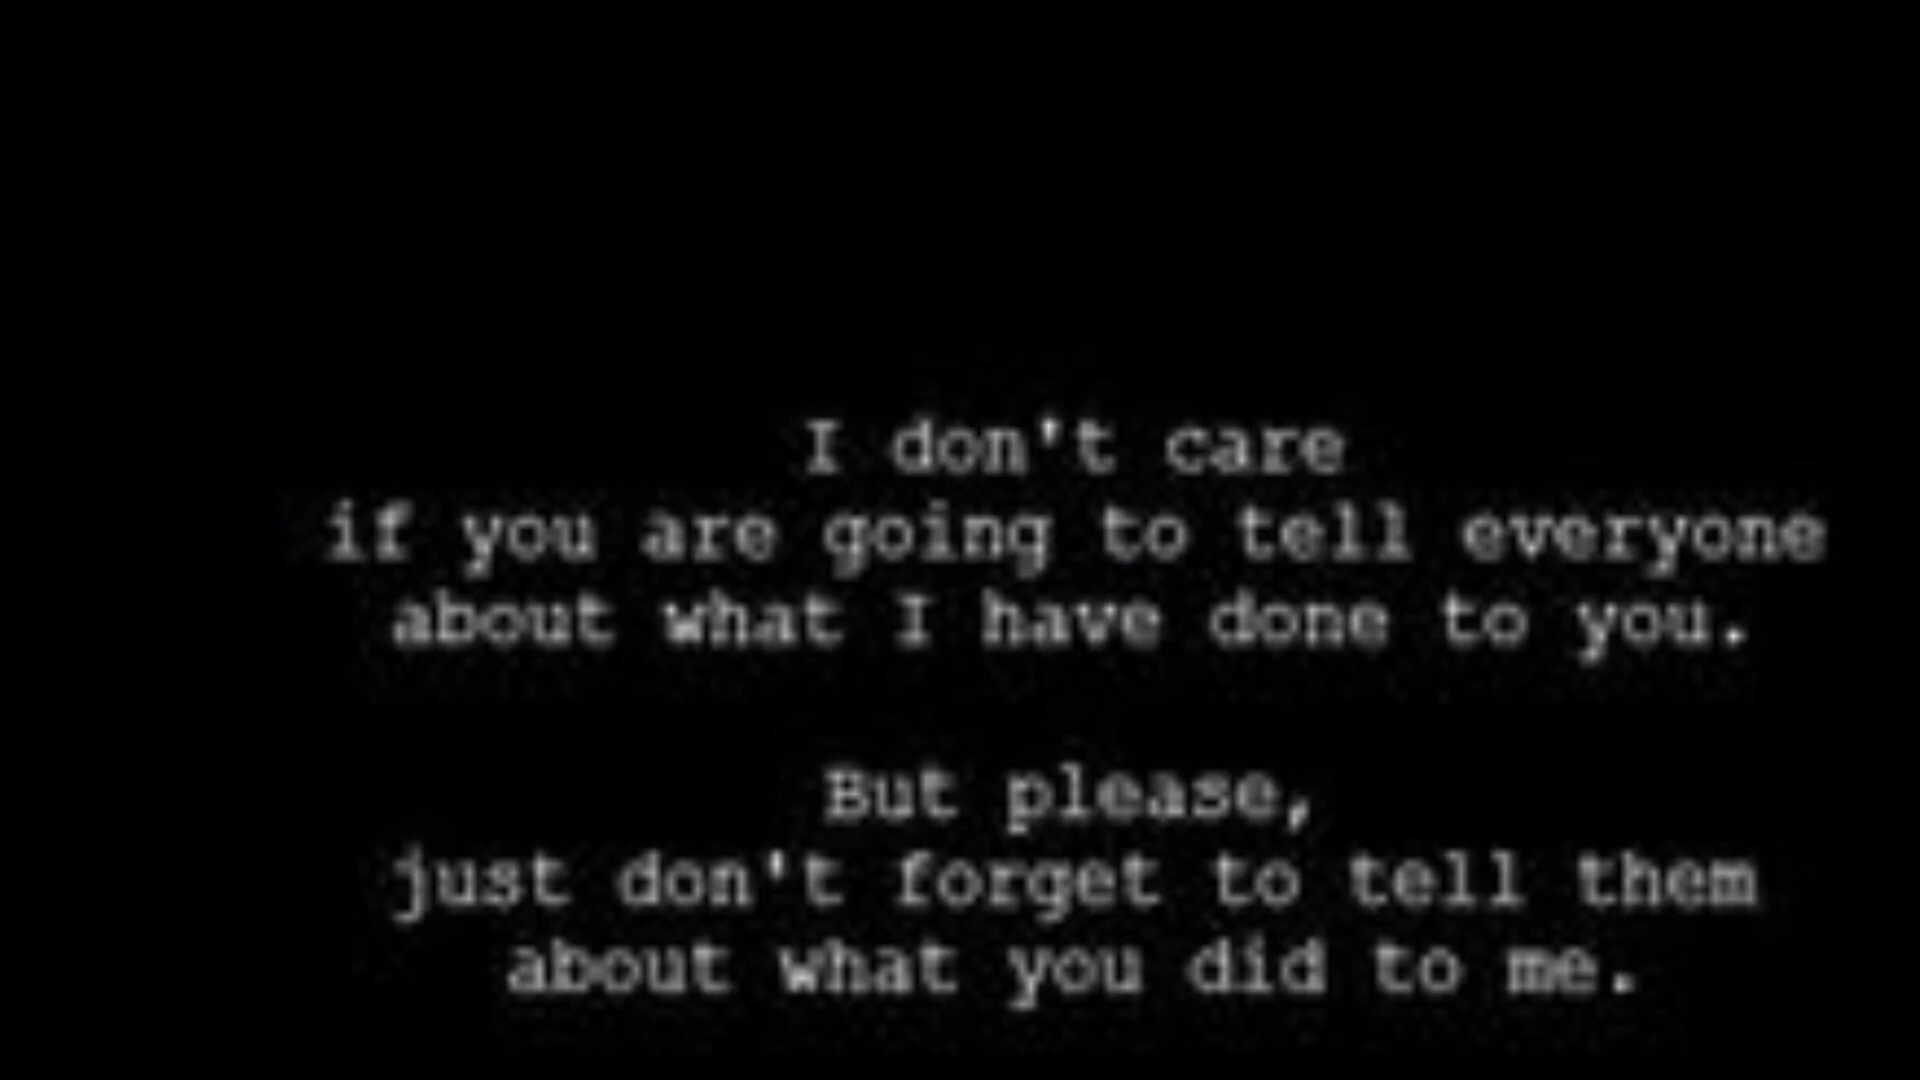 I don't care
if you are going to tell everyone
about what I have done to you.
But please,
just don't forget to tell them
about what you did to me.